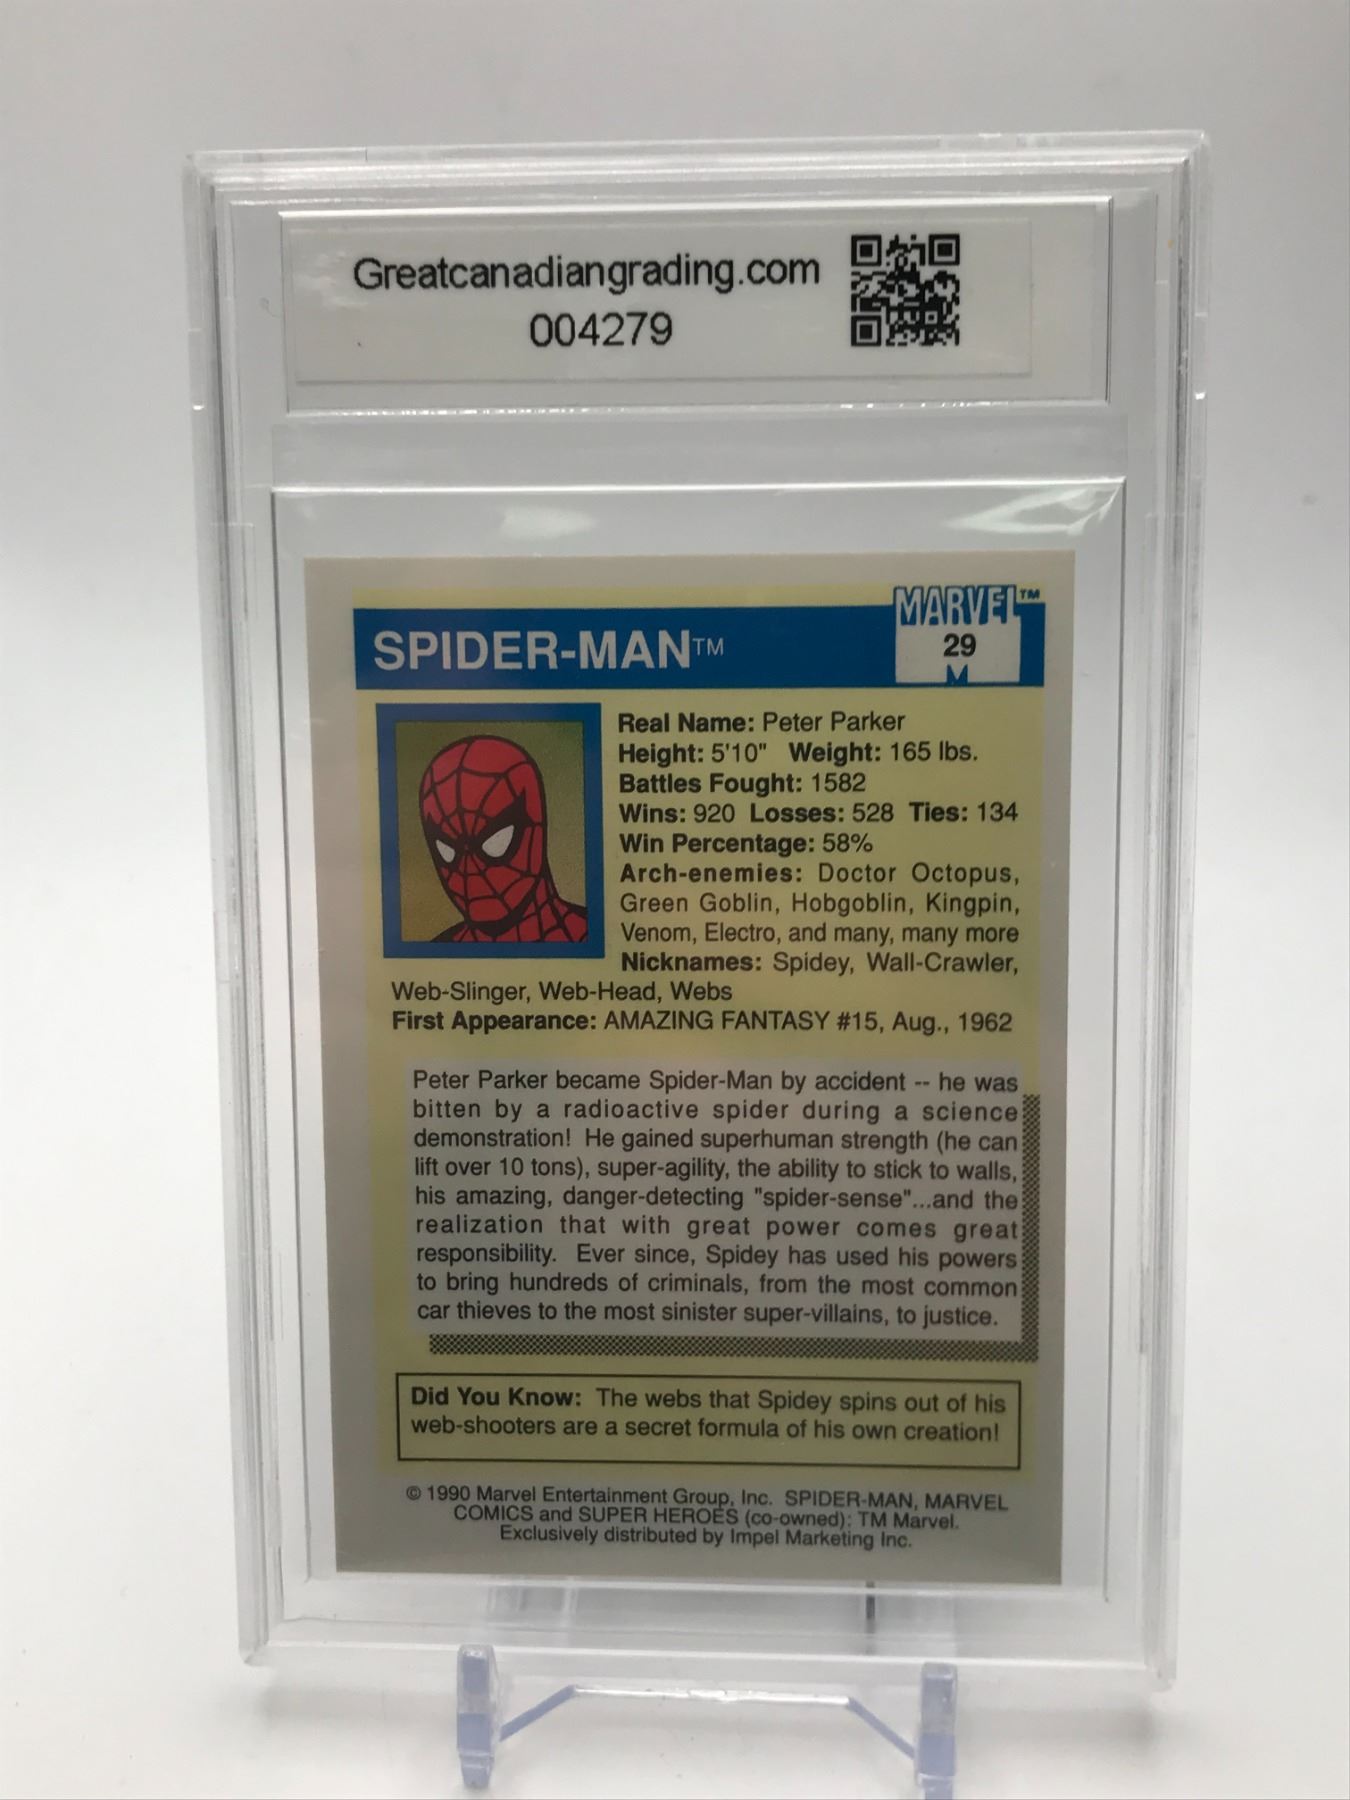 Greatcanadiangrading.com
004279
MARVEL™
SPIDER-MAN™
29
M
Real Name: Peter Parker
Height: 5'10" Weight: 165 lbs.
Battles Fought: 1582
Wins: 920 Losses: 528 Ties: 134
Win Percentage: 58%
Arch-enemies: Doctor Octopus,
Green Goblin, Hobgoblin, Kingpin,
Venom, Electro, and many, many more
Nicknames: Spidey, Wall-Crawler,
Web-Slinger, Web-Head, Webs
First Appearance: AMAZING FANTASY #15, Aug., 1962
Peter Parker became Spider-Man by accident -- he was
bitten by a radioactive spider during a science
demonstration! He gained superhuman strength (he can
lift over 10 tons), super-agility, the ability to stick to walls,
his amazing, danger-detecting "spider-sense"...and the
realization that with great power comes great
responsibility. Ever since, Spidey has used his powers
to bring hundreds of criminals, from the most common
car thieves to the most sinister super-villains, to justice.
Did You Know: The webs that Spidey spins out of his
web-shooters are a secret formula of his own creation!
© 1990 Marvel Entertainment Group, Inc. SPIDER-MAN, MARVEL
COMICS and SUPER HEROES (co-owned): TM Marvel.
Exclusively distributed by Impel Marketing Inc.